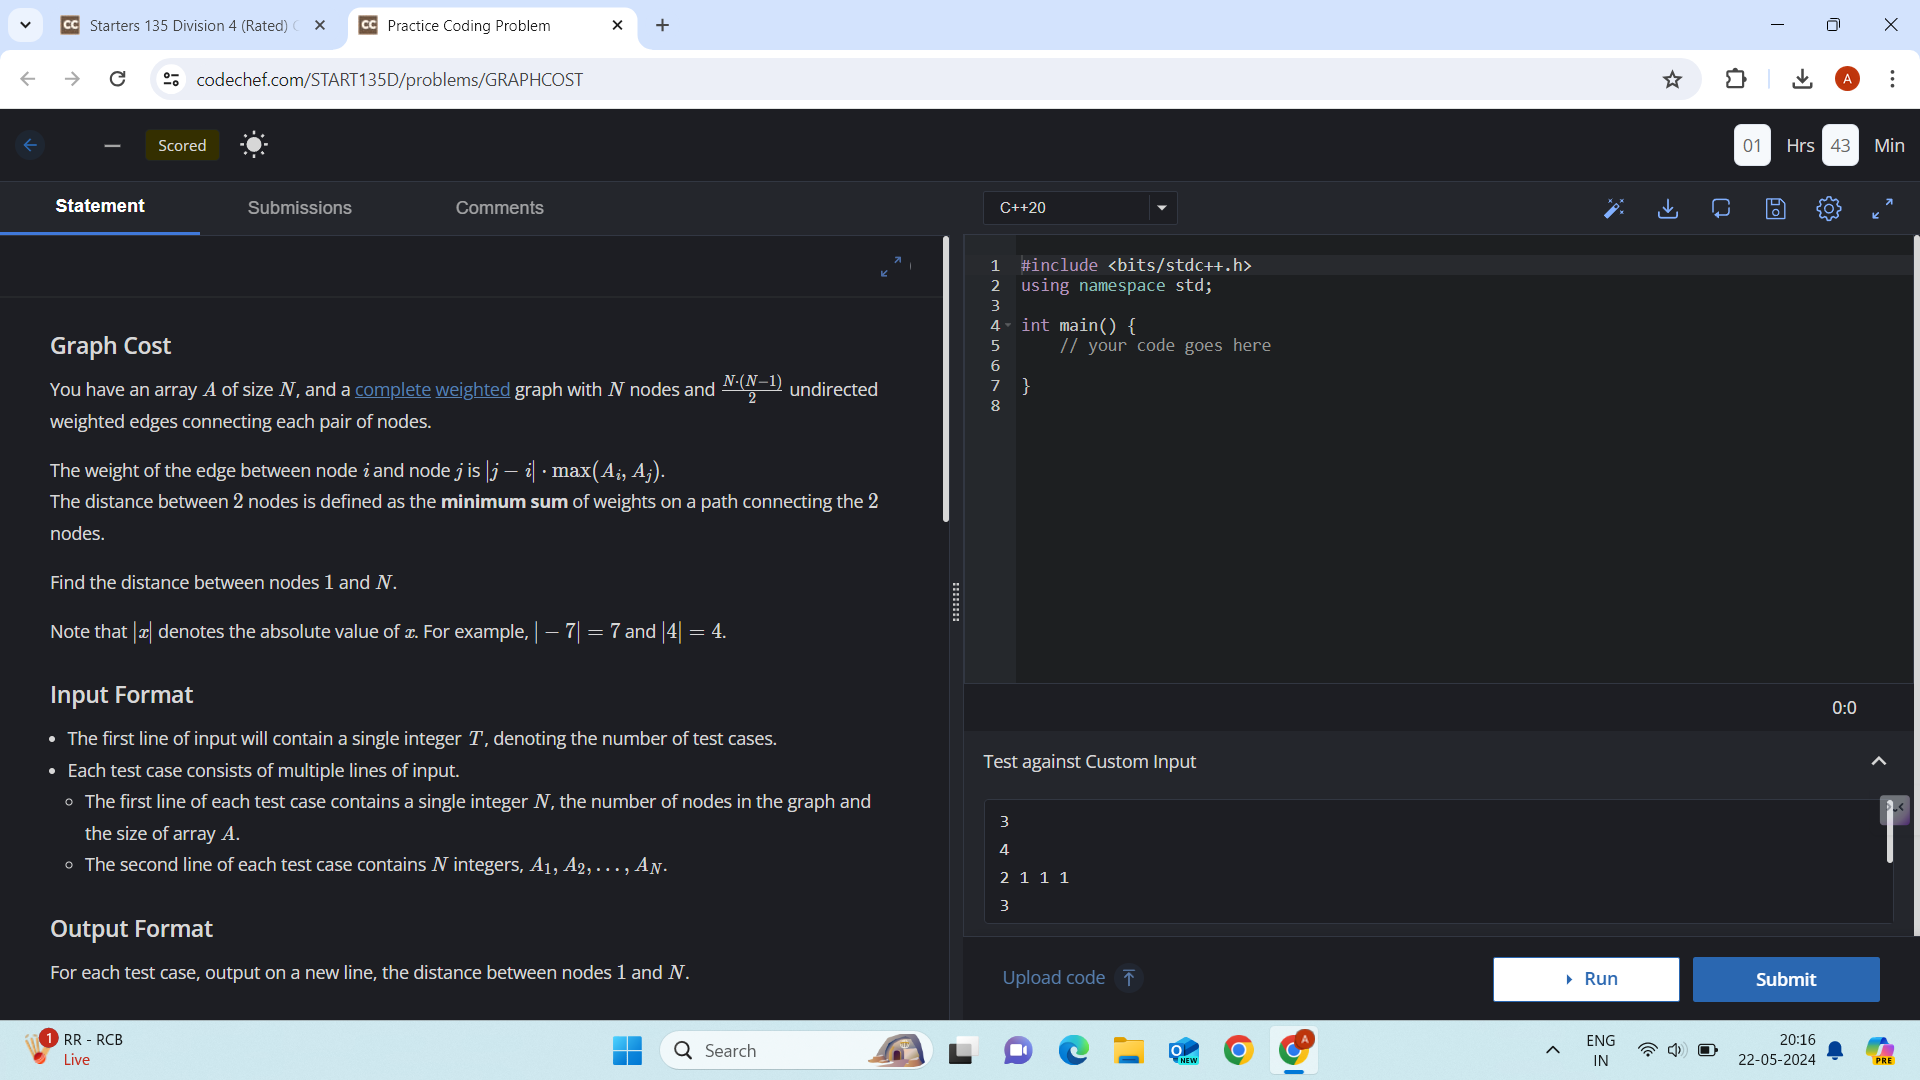 Starters 135 Division 4 (Rated)
Practice Coding Problem
codechef.com/START135D/problems/GRAPHCOST
A
Scored
01 Hrs 43 Min
Statement
Submissions
Comments
C++20
Graph Cost
You have an array A of size N, and a complete weighted graph with N nodes and N·(N−1)/2 undirected
weighted edges connecting each pair of nodes.
The weight of the edge between node i and node j is |j − i| · max(Ai, Aj).
The distance between 2 nodes is defined as the minimum sum of weights on a path connecting the 2
nodes.
Find the distance between nodes 1 and N.
Note that |x| denotes the absolute value of x. For example, | − 7| = 7 and |4| = 4.
Input Format
• The first line of input will contain a single integer T, denoting the number of test cases.
• Each test case consists of multiple lines of input.
◦ The first line of each test case contains a single integer N, the number of nodes in the graph and
the size of array A.
◦ The second line of each test case contains N integers, A1, A2, . . . , AN.
Output Format
For each test case, output on a new line, the distance between nodes 1 and N.
1 #include <bits/stdc++.h>
2 using namespace std;
3
4 int main() {
5 // your code goes here
6
7 }
8
0:0
Test against Custom Input
3
4
2 1 1 1
3
Upload code
Run
Submit
1
RR - RCB
Live
Search
NEW
A
ENG
IN
20:16
22-05-2024
PRE